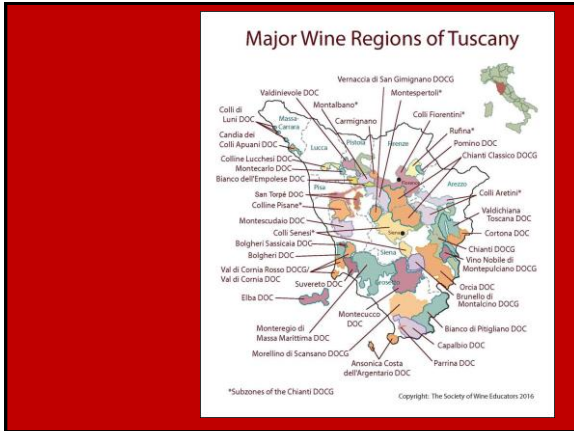 Major Wine Regions of Tuscany
Vernaccia di San Gimignano DOCG
Valdinievole DOC
Montespertoli*
Montalbano*
Colli Fiorentini*
Colli di
Luni DOC
Massa-
Carrara
Carmignano
Rufina*
Pistoia
Firenze
Pomino DOC
Candia dei
Colli Apuani DOC
Lucca
Chianti Classico DOCG
Colline Lucchesi DOC
Montecarlo DOC
Florence
Bianco dell'Empolese DOC
Pisa
Arezzo
San Torpé DOC
Colli Aretini*
Colline Pisane*
Valdichiana
Toscana DOC
Montescudaio DOC
Siena
Cortona DOC
Colli Senesi*
Bolgheri Sassicaia DOC
Siena
Chianti DOCG
Bolgheri DOC
Vino Nobile di
Montepulciano DOCG
Val di Cornia Rosso DOCG/
Val di Cornia DOC
Suvereto DOC
Grosseto
Orcia DOC
Elba DOC
Brunello di
Montalcino DOCG
Montecucco
DOC
Monteregio di
Massa Marittima DOC
Bianco di Pitigliano DOC
Morellino di Scansano DOCG
Capalbio DOC
Ansonica Costa
dell'Argentario DOC
Parrina DOC
*Subzones of the Chianti DOCG
Copyright: The Society of Wine Educators 2016